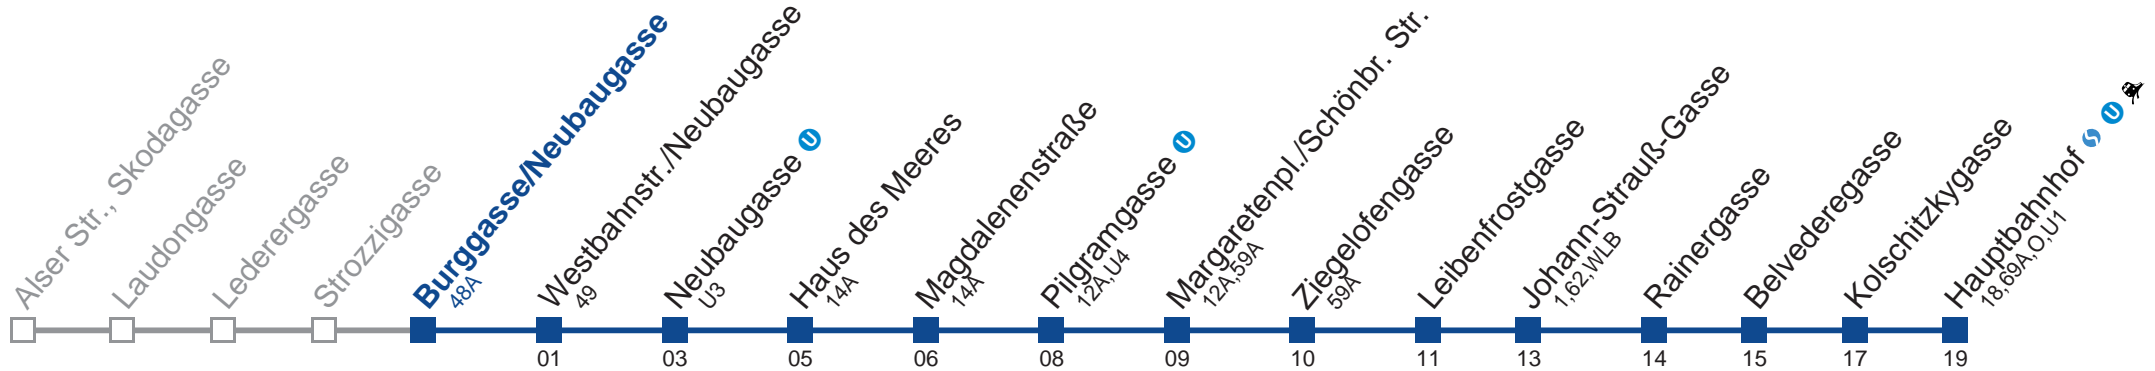 Alser Str., Skodagasse
Laudongasse
Lederergasse
Strozzigasse
Burggasse/Neubaugasse
48A
Westbahnstr./Neubaugasse
49
01
Neubaugasse U
U3
03
Haus des Meeres
14A
05
Magdalenenstraße
14A
06
Pilgramgasse U
12A,U4
08
Margaretenpl./Schönbr. Str.
12A,59A
09
Ziegelofengasse
59A
10
Leibenfrostgasse
11
Johann-Strauß-Gasse
1,62,WLB
13
Rainergasse
14
Belvederegasse
15
Kolschitzkygasse
17
Hauptbahnhof S U
18,69A,O,U1
19